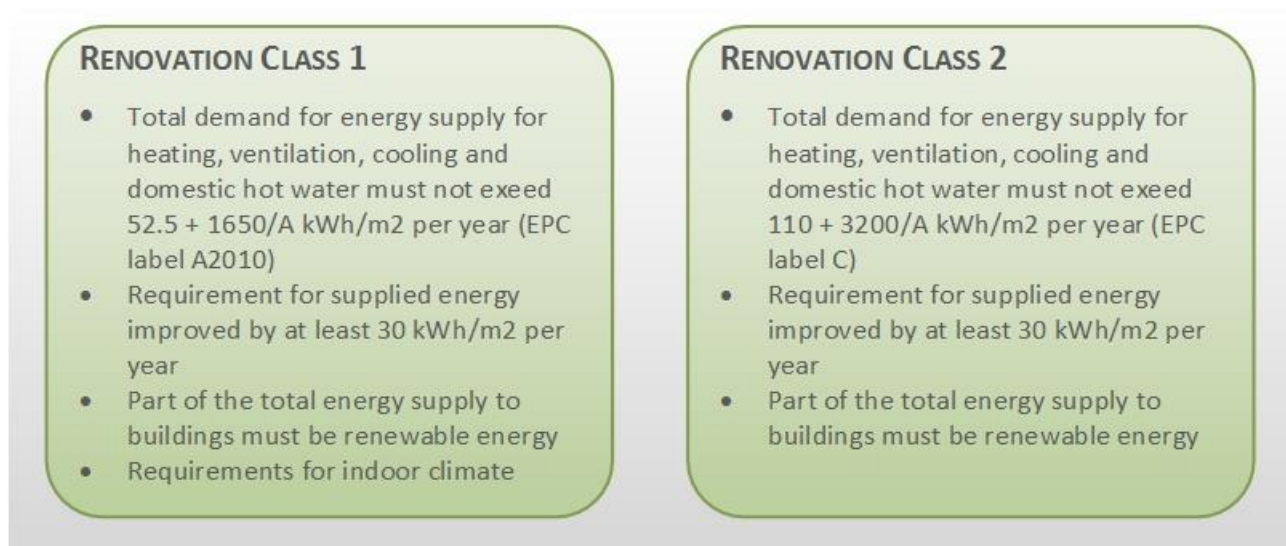 RENOVATION CLASS 1
• Total demand for energy supply for
heating, ventilation, cooling and
domestic hot water must not exeed
52.5 + 1650/A kWh/m2 per year (EPC
label A2010)
• Requirement for supplied energy
improved by at least 30 kWh/m2 per
year
• Part of the total energy supply to
buildings must be renewable energy
• Requirements for indoor climate
RENOVATION CLASS 2
• Total demand for energy supply for
heating, ventilation, cooling and
domestic hot water must not exeed
110 + 3200/A kWh/m2 per year (EPC
label C)
• Requirement for supplied energy
improved by at least 30 kWh/m2 per
year
• Part of the total energy supply to
buildings must be renewable energy